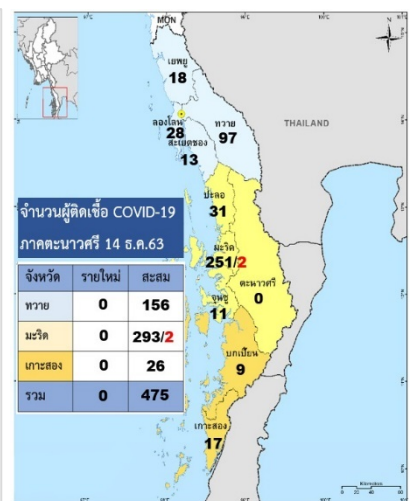 MON
เยพยู
18
ลองโลน
28
ทวาย
97
สะเยดชอง
13
THAILAND
ปะลอ
31
มะริด
251/2
ตะนาวศรี
0
จุนซู
11
บกเปี้ยน
9
เกาะสอง
17
จำนวนผู้ติดเชื้อ COVID-19
ภาคตะนาวศรี 14 ธ.ค.63
จังหวัด รายใหม่ สะสม
ทวาย 0 156
มะริด 0 293/2
เกาะสอง 0 26
รวม 0 475
N
Kilometers